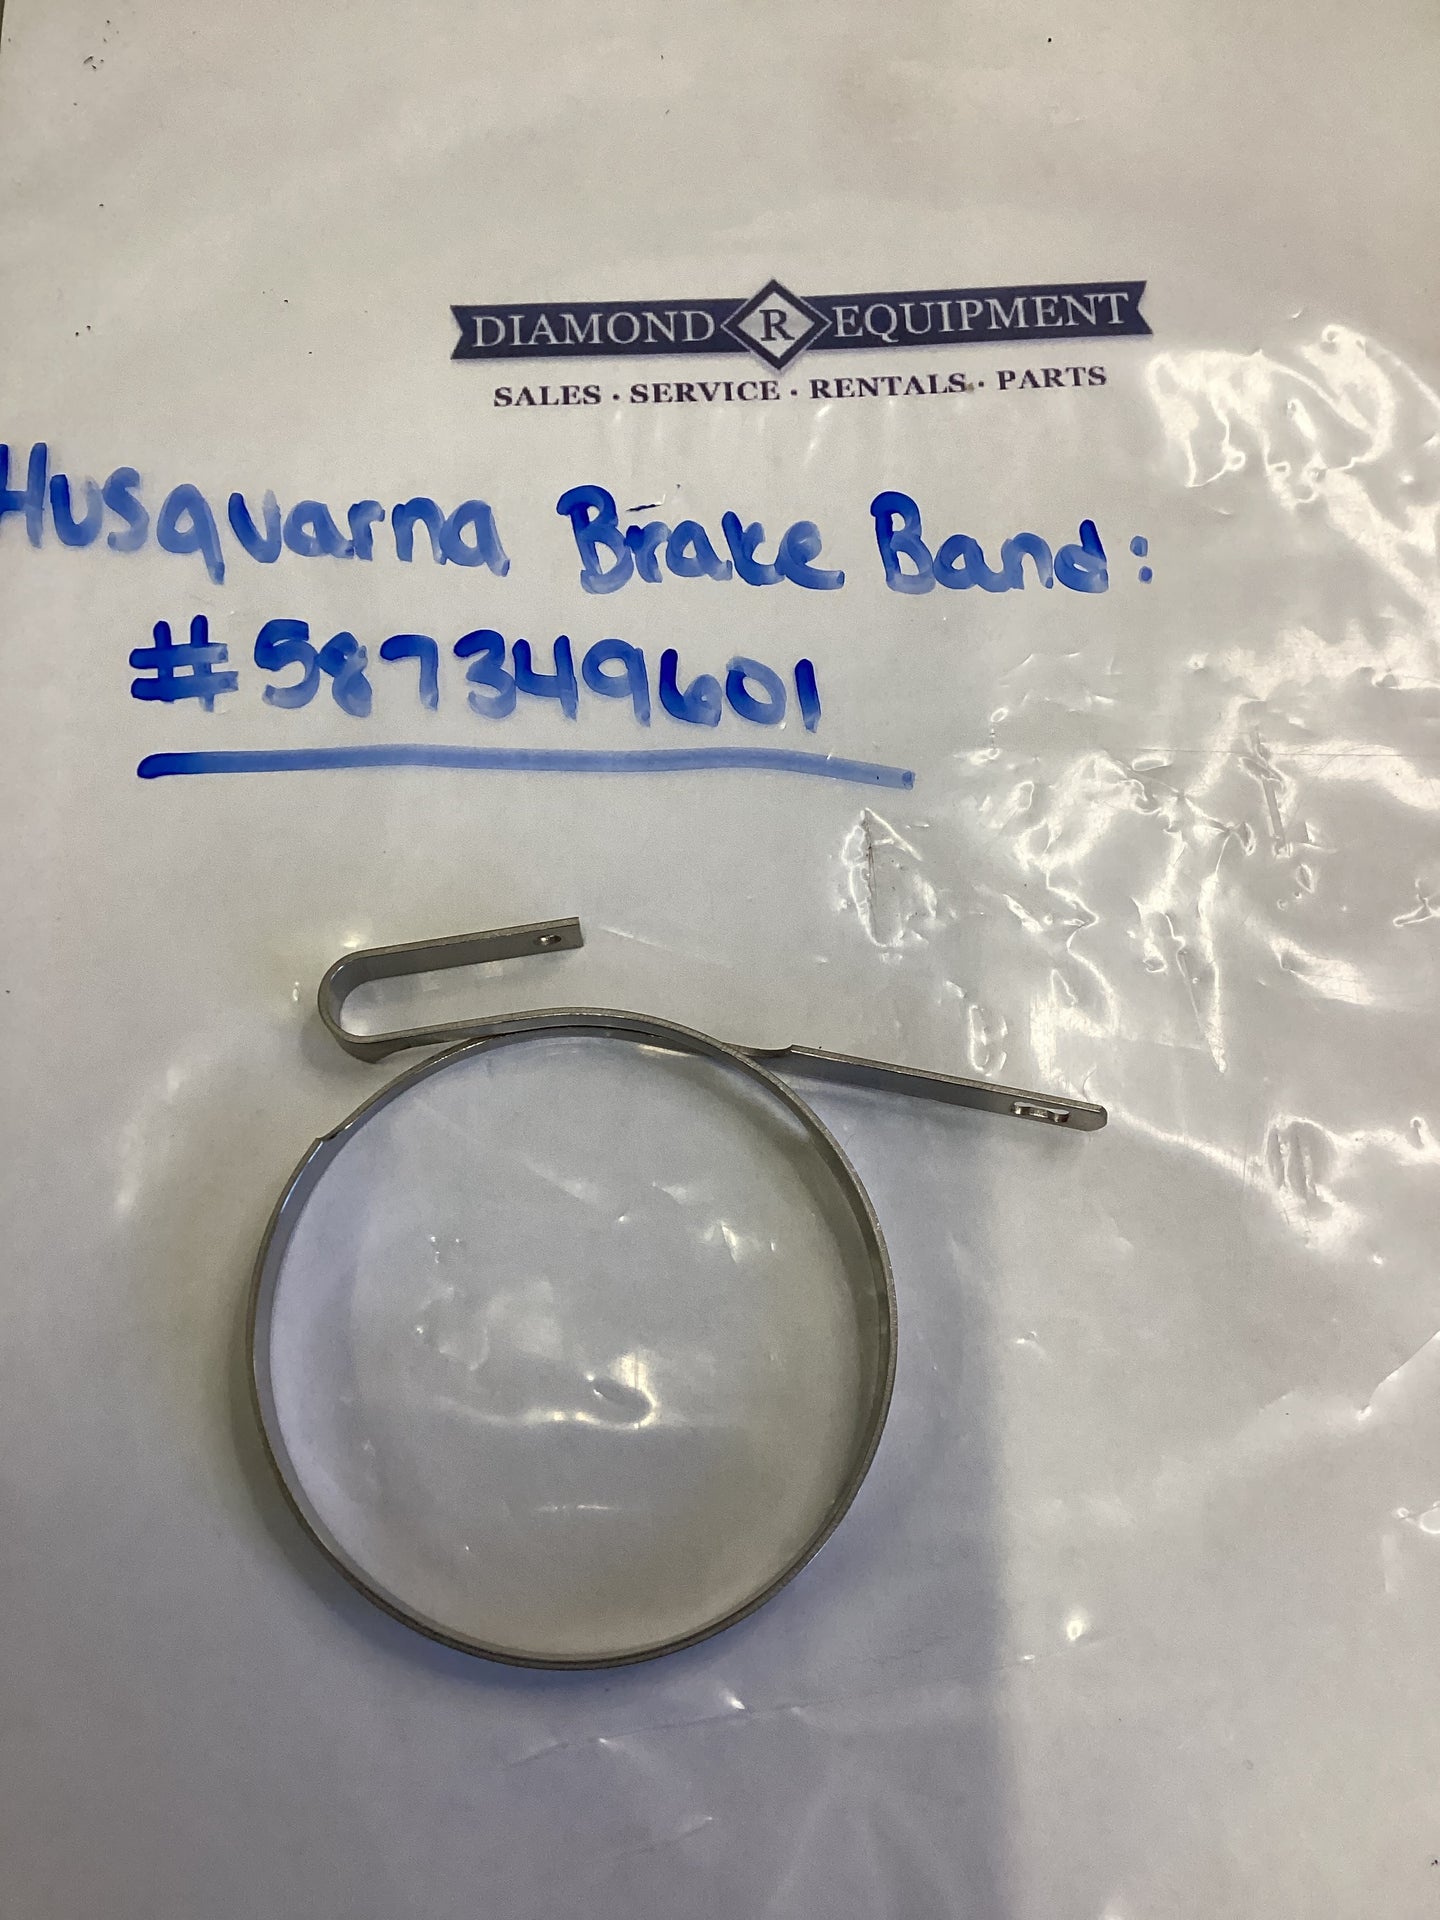 DIAMOND R EQUIPMENT
SALES · SERVICE · RENTALS · PARTS
Husqvarna Brake Band:
#587349601